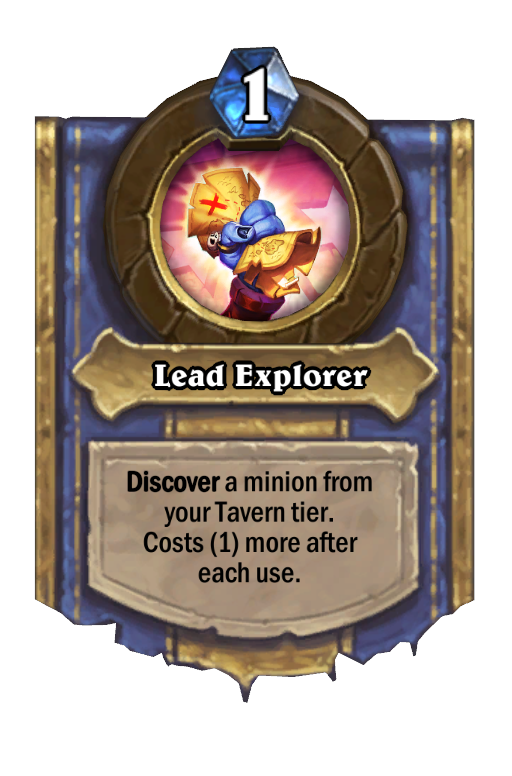 1
Lead Explorer
Discover a minion from
your Tavern tier.
Costs (1) more after
each use.